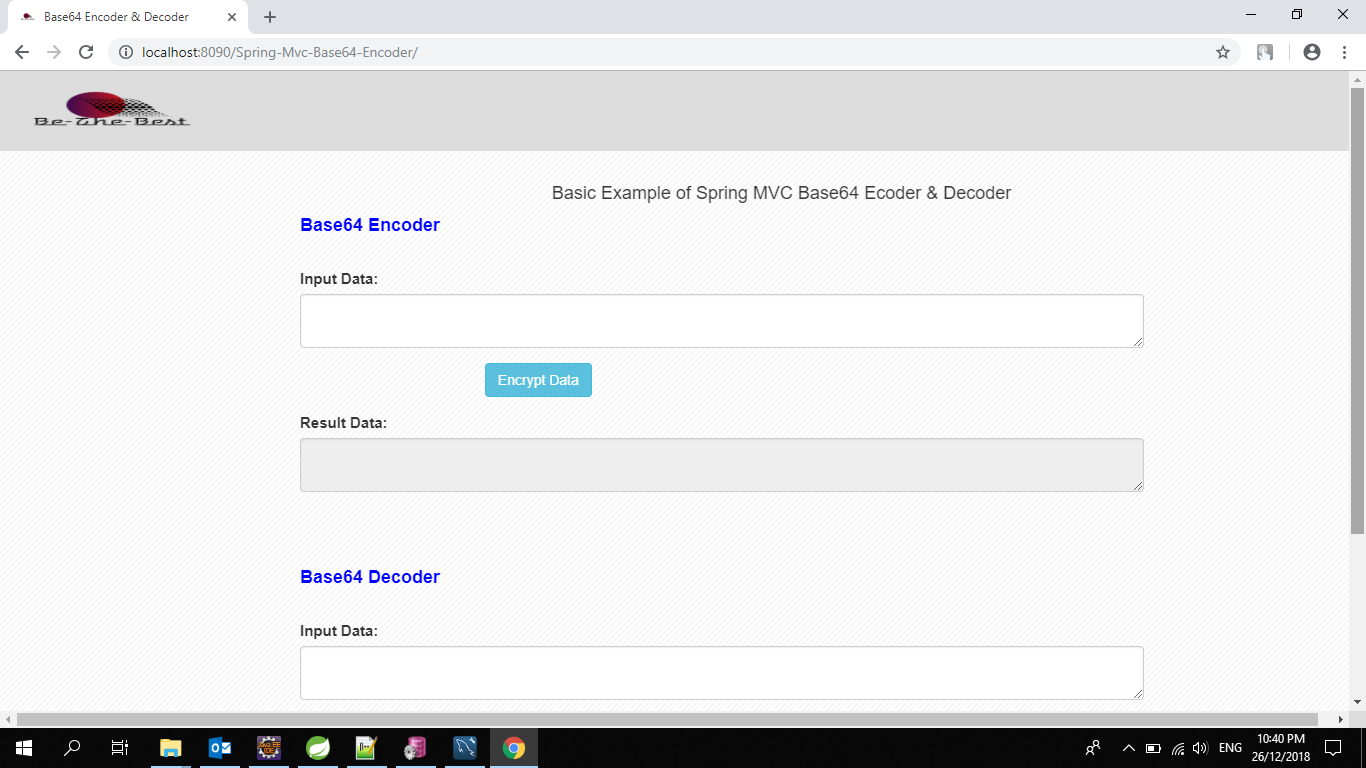 Base64 Encoder & Decoder
localhost:8090/Spring-Mvc-Base64-Encoder/
Be-The-Best
Basic Example of Spring MVC Base64 Ecoder & Decoder
Base64 Encoder
Input Data:
Encrypt Data
Result Data:
Base64 Decoder
Input Data:
ENG
10:40 PM
26/12/2018